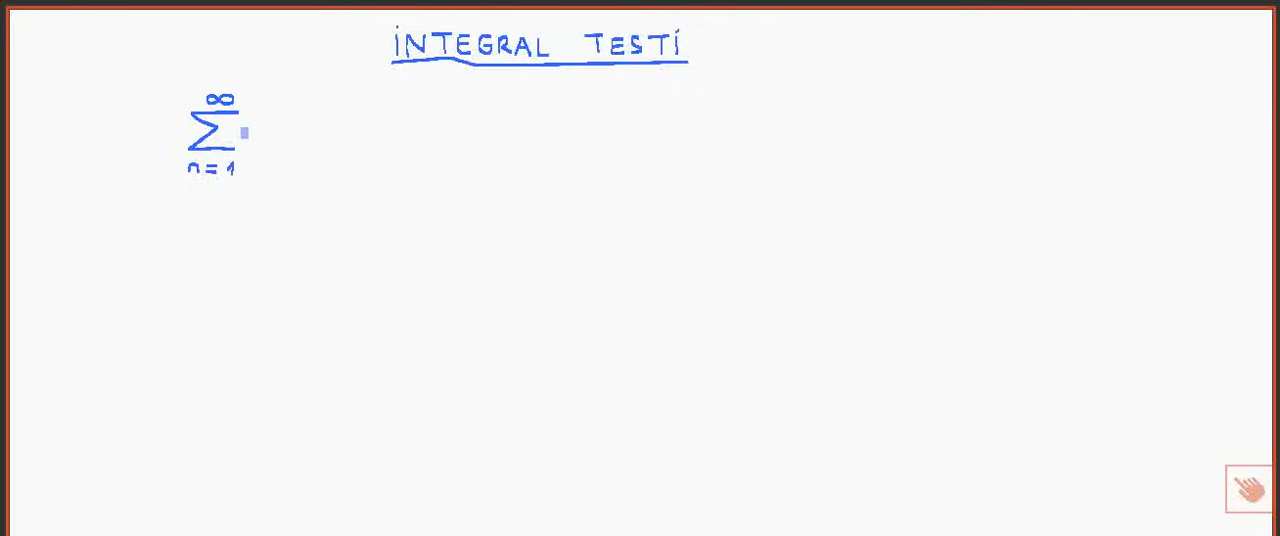 İNTEGRAL TESTİ
∞
∑
n = 1